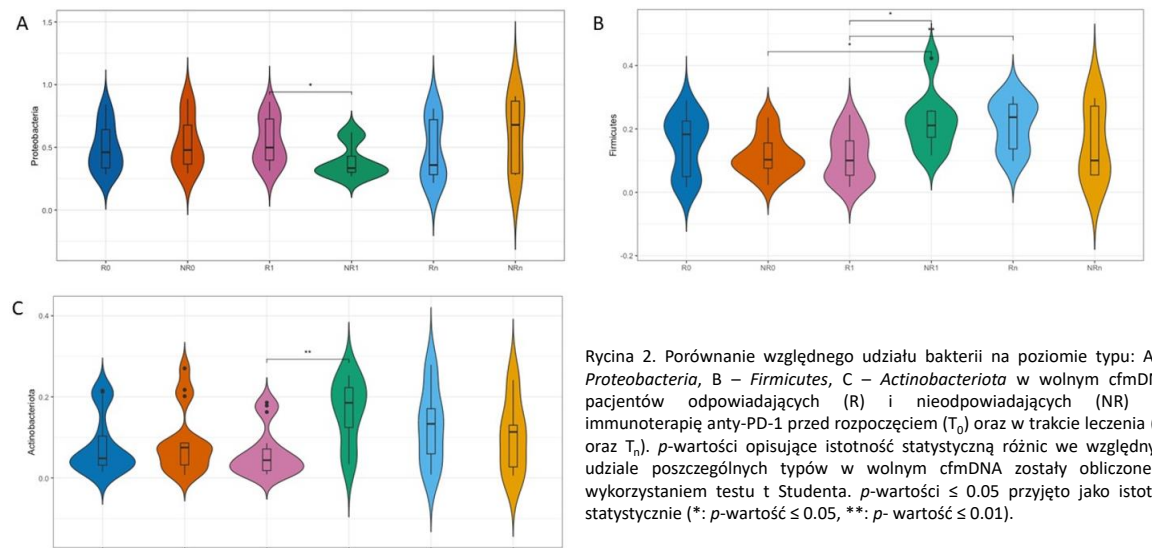 A
1.5
1.0
0.5
0.0
Proteobacteria
*
R0 NR0 R1 NR1 Rn NRn
B
0.4
0.2
0.0
-0.2
Firmicutes
*
**
*
R0 NR0 R1 NR1 Rn NRn
C
0.4
0.2
0.0
Actinobacteriota
**
Rycina 2. Porównanie względnego udziału bakterii na poziomie typu: A
Proteobacteria, B – Firmicutes, C – Actinobacteriota w wolnym cfmDN
pacjentów odpowiadających (R) i nieodpowiadających (NR)
immunoterapię anty-PD-1 przed rozpoczęciem (T0) oraz w trakcie leczenia (
oraz Tn). p-wartości opisujące istotność statystyczną różnic we względny
udziale poszczególnych typów w wolnym cfmDNA zostały obliczone
wykorzystaniem testu t Studenta. p-wartości ≤ 0.05 przyjęto jako istot
statystycznie (*: p-wartość ≤ 0.05, **: p- wartość ≤ 0.01).